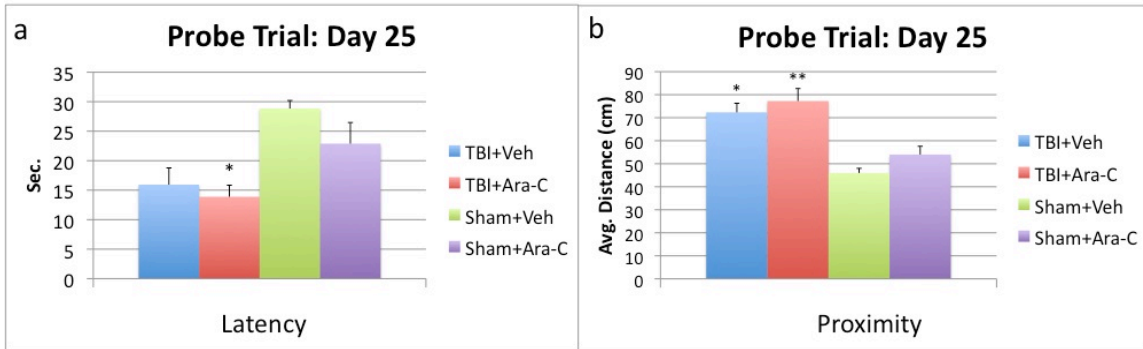 a
Probe Trial: Day 25
Sec.
35
30
25
20
15
10
5
0
*
Latency
TBI+Veh
TBI+Ara-C
Sham+Veh
Sham+Ara-C
b
Probe Trial: Day 25
Avg. Distance (cm)
90
80
70
60
50
40
30
20
10
0
*
**
Proximity
TBI+Veh
TBI+Ara-C
Sham+Veh
Sham+Ara-C